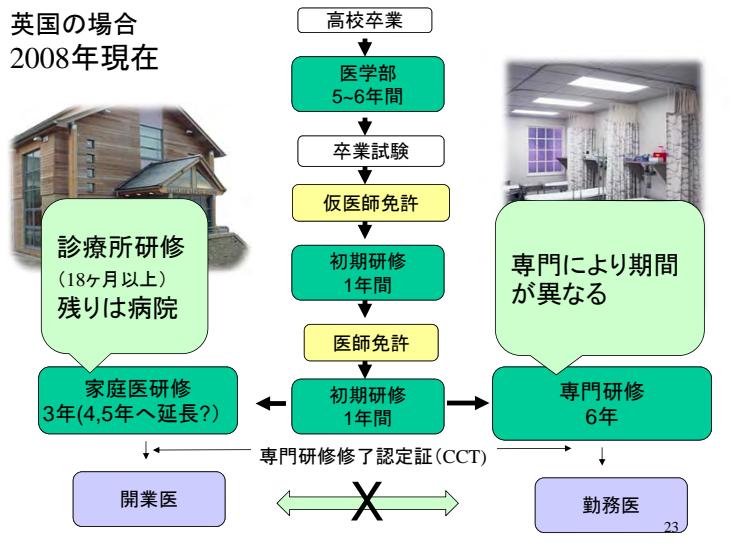 英国の場合
2008年現在
高校卒業
医学部
5~6年間
卒業試験
仮医師免許
初期研修
1年間
医師免許
初期研修
1年間
診療所研修
（18ヶ月以上）
残りは病院
専門により期間
が異なる
家庭医研修
3年(4,5年へ延長?）
専門研修
6年
専門研修修了認定証（CCT)
開業医
X
勤務医
23